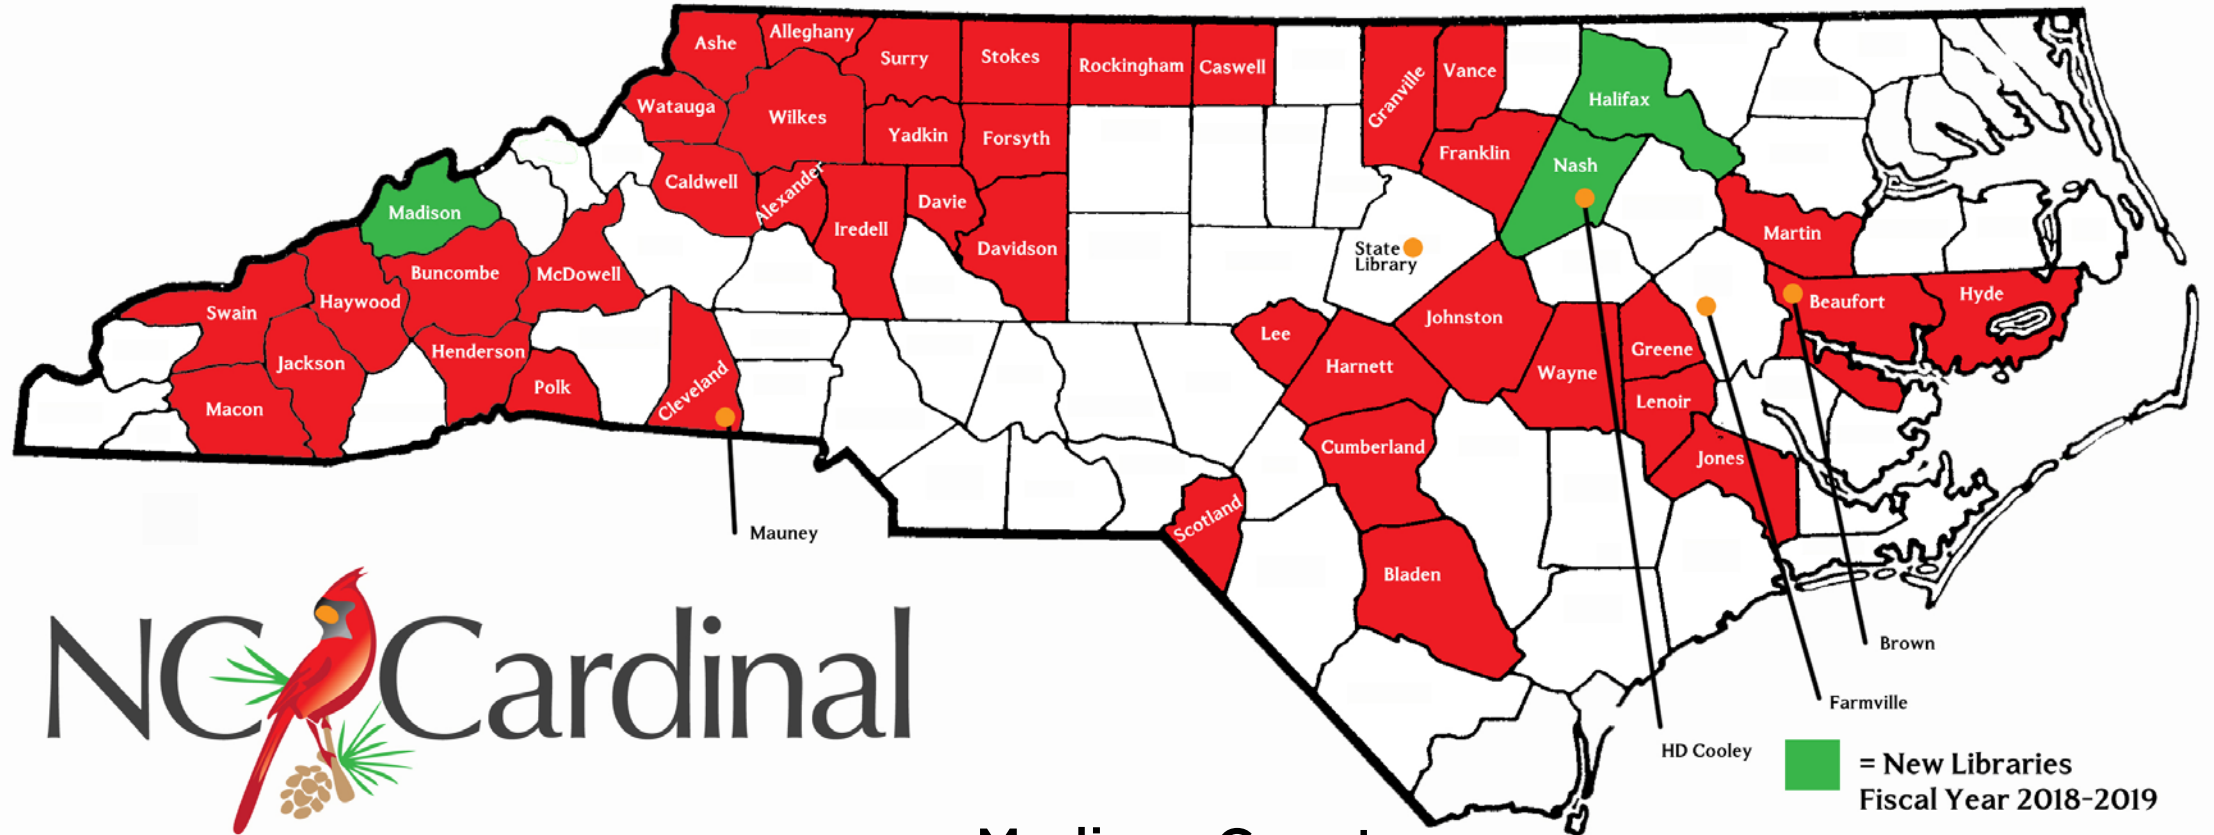 Ashe
Alleghany
Surry
Stokes
Rockingham
Caswell
Granville
Vance
Halifax
Watauga
Wilkes
Yadkin
Forsyth
Franklin
Nash
Caldwell
Alexander
Iredell
Davie
Davidson
Madison
Buncombe
McDowell
State
Library
Martin
Swain
Haywood
Jackson
Henderson
Macon
Polk
Cleveland
Lee
Harnett
Johnston
Wayne
Greene
Lenoir
Beaufort
Hyde
Cumberland
Jones
Scotland
Bladen
Mauney
Brown
Farmville
HD Cooley
NC Cardinal
= New Libraries
Fiscal Year 2018-2019